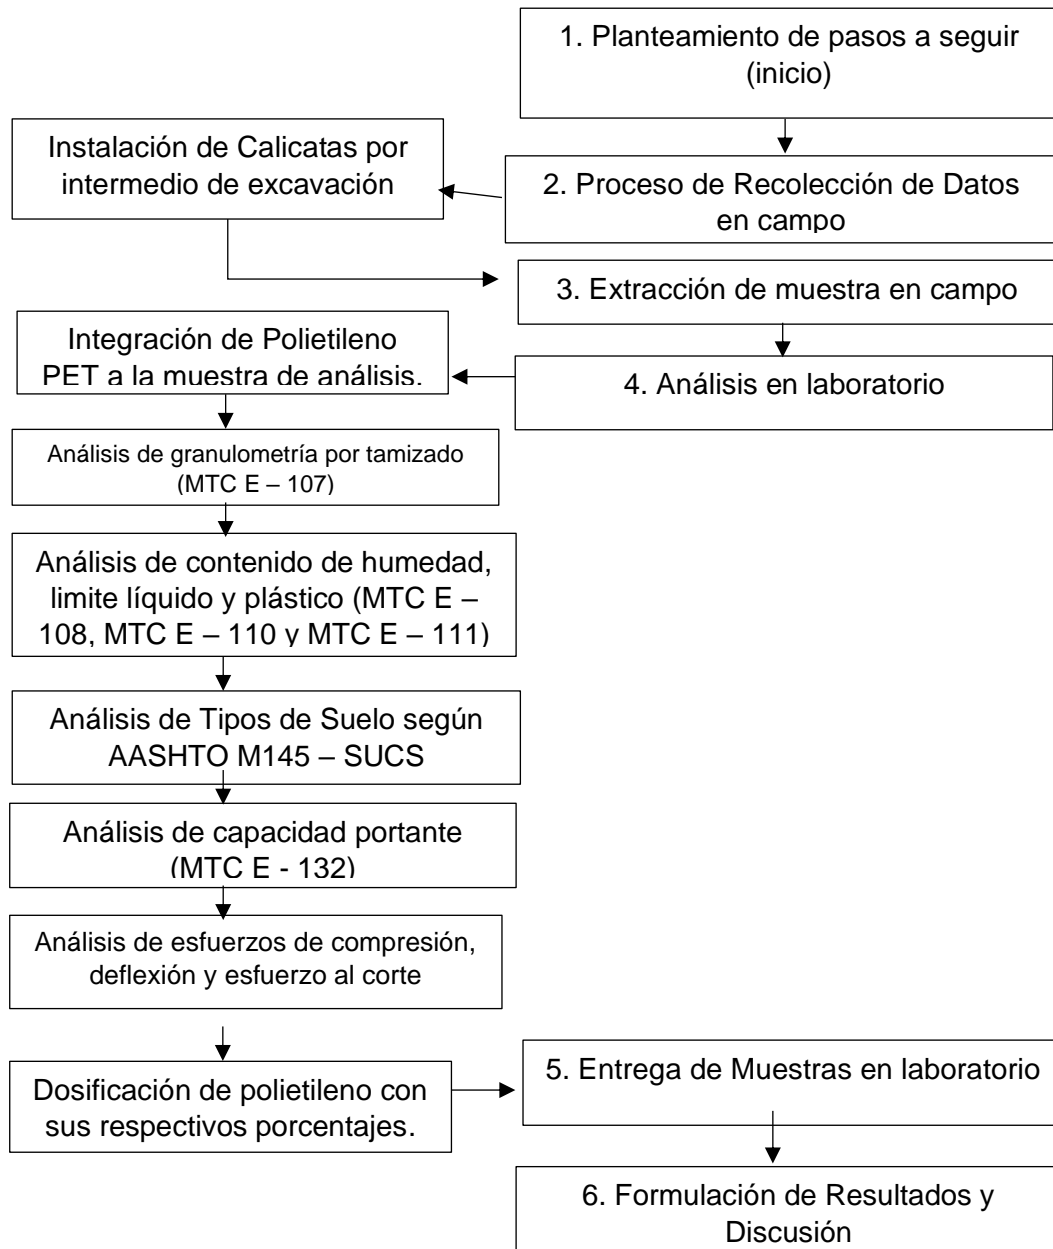 1. Planteamiento de pasos a seguir
(inicio)
Instalación de Calicatas por
intermedio de excavación
2. Proceso de Recolección de Datos
en campo
3. Extracción de muestra en campo
Integración de Polietileno
PET a la muestra de análisis.
4. Análisis en laboratorio
Análisis de granulometría por tamizado
(MTC E – 107)
Análisis de contenido de humedad,
limite líquido y plástico (MTC E –
108, MTC E – 110 y MTC E – 111)
Análisis de Tipos de Suelo según
AASHTO M145 – SUCS
Análisis de capacidad portante
(MTC E - 132)
Análisis de esfuerzos de compresión,
deflexión y esfuerzo al corte
Dosificación de polietileno con
sus respectivos porcentajes.
5. Entrega de Muestras en laboratorio
6. Formulación de Resultados y
Discusión